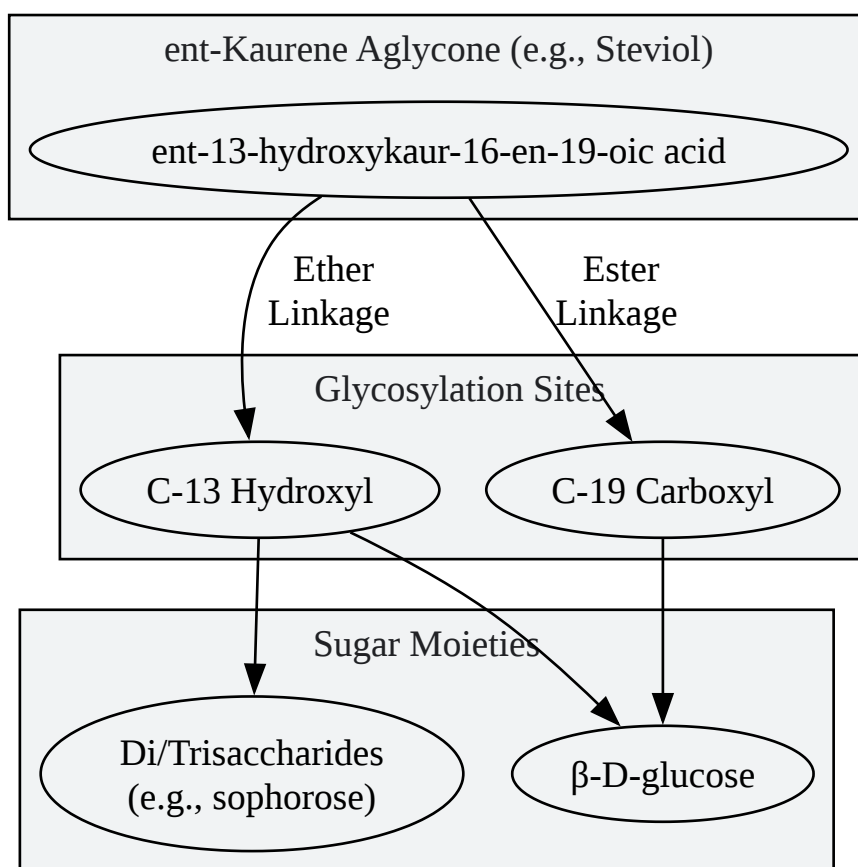 ent-Kaurene Aglycone (e.g., Steviol)
ent-13-hydroxykaur-16-en-19-oic acid
Ether
Linkage
Ester
Linkage
Glycosylation Sites
C-13 Hydroxyl
C-19 Carboxyl
Sugar Moieties
Di/Trisaccharides
(e.g., sophorose)
β-D-glucose